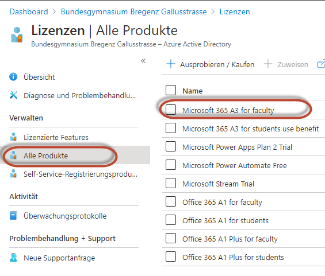 Dashboard > Bundesgymnasium Bregenz Gallusstrasse > Lizenzen
Lizenzen | Alle Produkte
Bundesgymnasium Bregenz Gallusstrasse – Azure Active Directory
Übersicht
Diagnose und Problembehandlu...
Verwalten
Lizenzierte Features
Alle Produkte
Self-Service-Registrierungsprodu...
Aktivität
Überwachungsprotokolle
Problembehandlung + Support
Neue Supportanfrage
Ausprobieren / Kaufen
Zuweisen
Name
Microsoft 365 A3 for faculty
Microsoft 365 A3 for students use benefit
Microsoft Power Apps Plan 2 Trial
Microsoft Power Automate Free
Microsoft Stream Trial
Office 365 A1 for faculty
Office 365 A1 for students
Office 365 A1 Plus for faculty
Office 365 A1 Plus for students